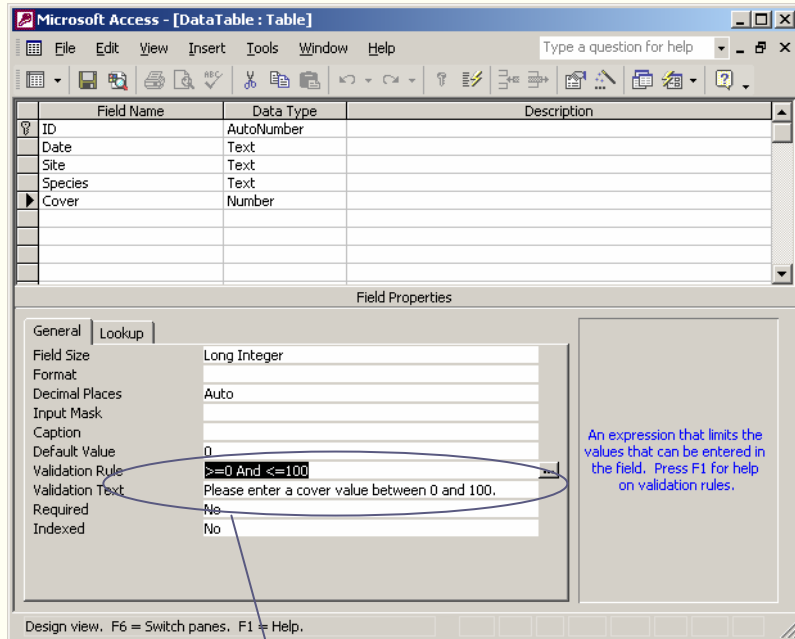 Microsoft Access - [DataTable : Table]
File Edit View Insert Tools Window Help Type a question for help
Field Name Data Type Description
ID AutoNumber
Date Text
Site Text
Species Text
Cover Number
Field Properties
General Lookup
Field Size Long Integer
Format
Decimal Places Auto
Input Mask
Caption
Default Value 0
Validation Rule >=0 And <=100 ...
Validation Text Please enter a cover value between 0 and 100.
Required No
Indexed No
An expression that limits the
values that can be entered in
the field. Press F1 for help
on validation rules.
Design view. F6 = Switch panes. F1 = Help.